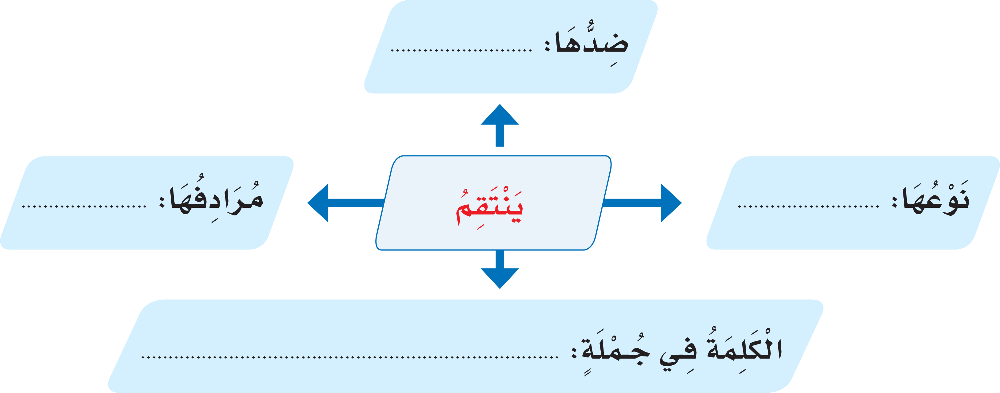 ضِدُّهَا: ..........................
نَوْعُهَا: ..........................
يَنْتَقِمُ
مُرَادِفُهَا: .......................
الْكَلِمَةُ فِي جُمْلَةٍ: ............................................................................